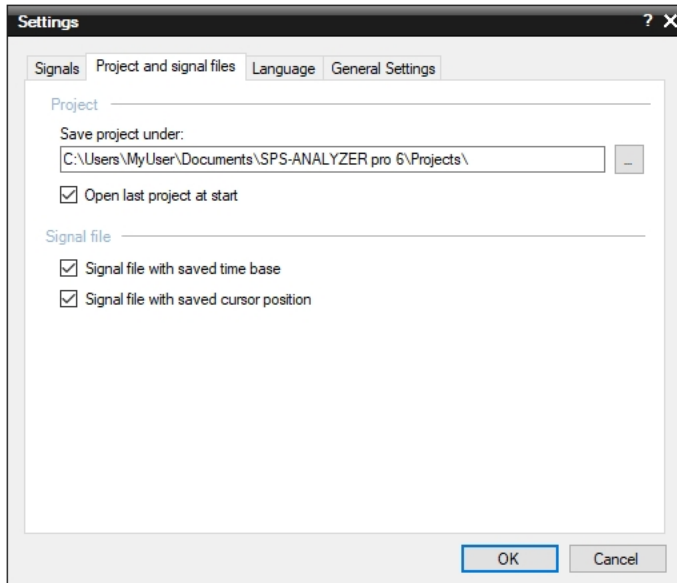 Settings
Signals Project and signal files Language General Settings
Project
Save project under:
C:\Users\MyUser\Documents\SPS-ANALYZER pro 6\Projects\ ...
Open last project at start
Signal file
Signal file with saved time base
Signal file with saved cursor position
OK Cancel